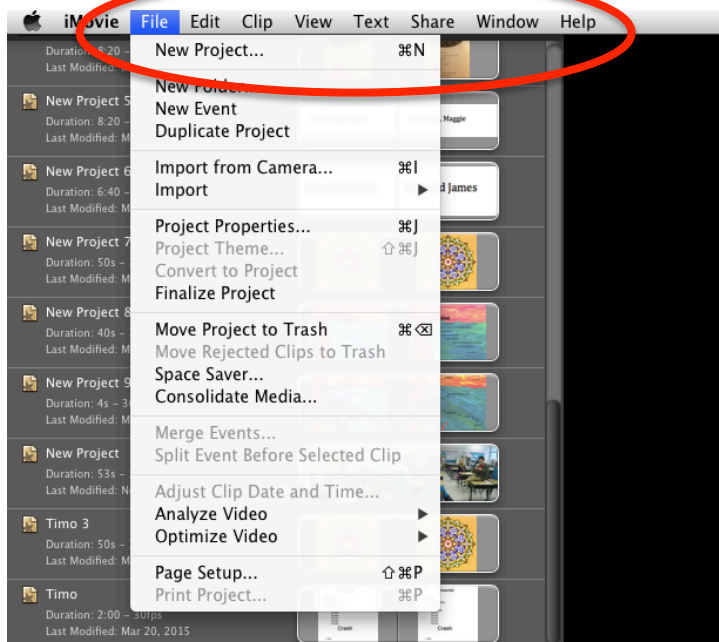 iMovie File Edit Clip View Text Share Window Help
New Project... ⌘N
New Folder...
New Event
Duplicate Project
Import from Camera... ⌘I
Import ▶
Project Properties... ⌘J
Project Theme... ⇧⌘J
Convert to Project
Finalize Project
Move Project to Trash ⌘⌫
Move Rejected Clips to Trash
Space Saver...
Consolidate Media...
Merge Events...
Split Event Before Selected Clip
Adjust Clip Date and Time...
Analyze Video ▶
Optimize Video ▶
Page Setup... ⇧⌘P
Print Project... ⌘P
Duration: 8:20 –
Last Modified:
New Project 5
Duration: 8:20 –
Last Modified: M
New Project 6
Duration: 6:40 –
Last Modified: M
New Project 7
Duration: 50s –
Last Modified: M
New Project 8
Duration: 40s –
Last Modified: M
New Project 9
Duration: 4s – 3
Last Modified: M
New Project
Duration: 53s –
Last Modified: N
Timo 3
Duration: 50s –
Last Modified: M
Timo
Duration: 2:00 – 30fps
Last Modified: Mar 20, 2015
Maggie
d James
Crash
Crash